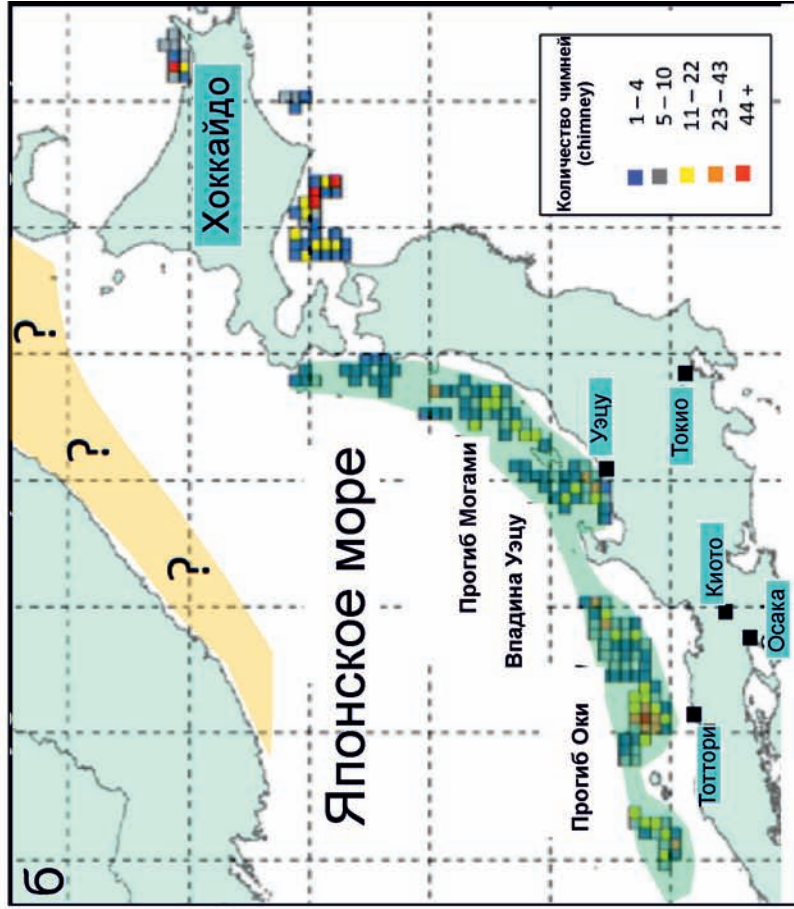 б
?
?
?
Хоккайдо
Японское море
Прогиб Могами
Впадина Уэцу
Прогиб Оки
Уэцу
Токио
Киото
Осака
Тоттори
Количество чимней
(chimney)
1 – 4
5 – 10
11 – 22
23 – 43
44 +